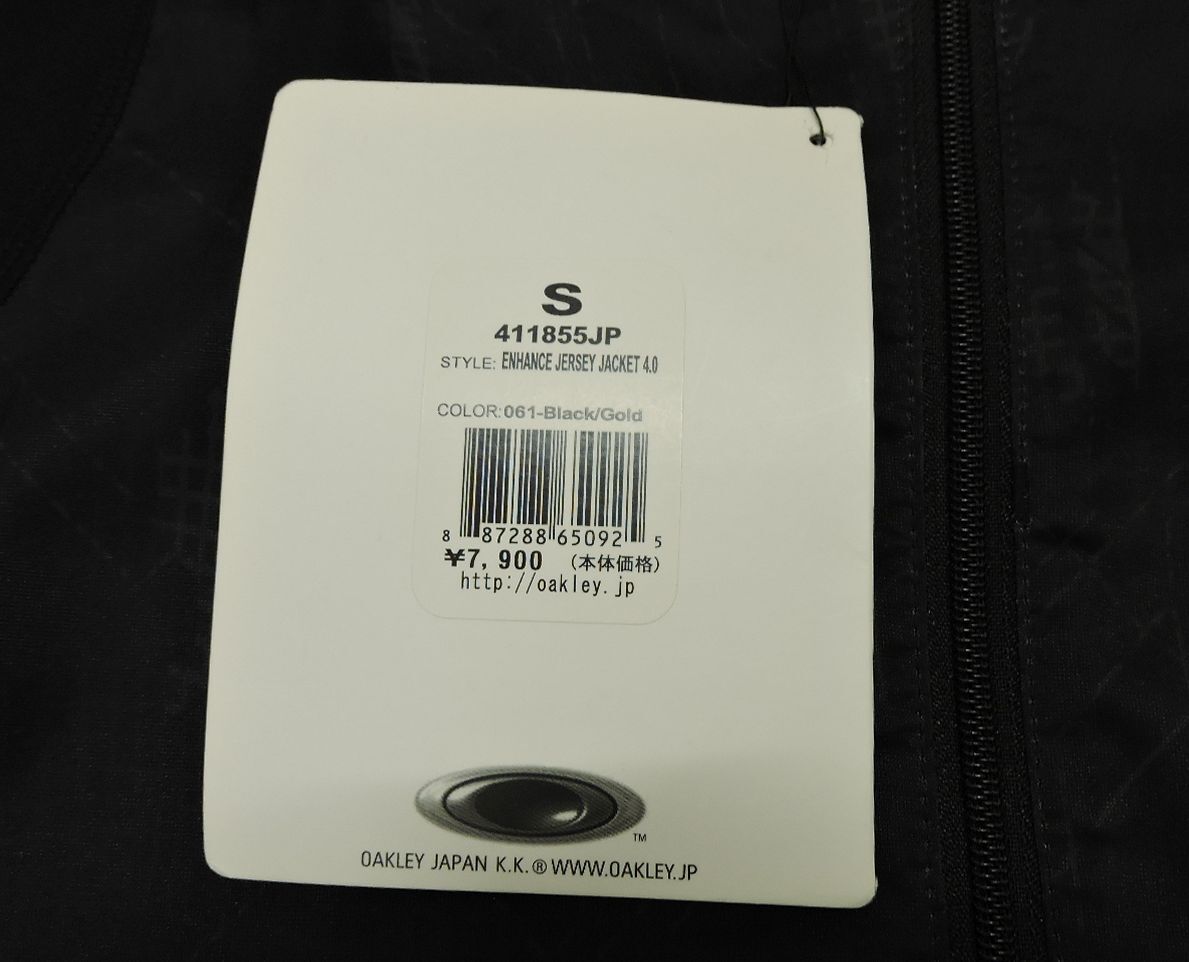 S
411855JP
STYLE: ENHANCE JERSEY JACKET 4.0
COLOR:061-Black/Gold
8 87288 65092 5
¥7,900 (本体価格)
http://oakley.jp
TM
OAKLEY JAPAN K.K.® WWW.OAKLEY.JP